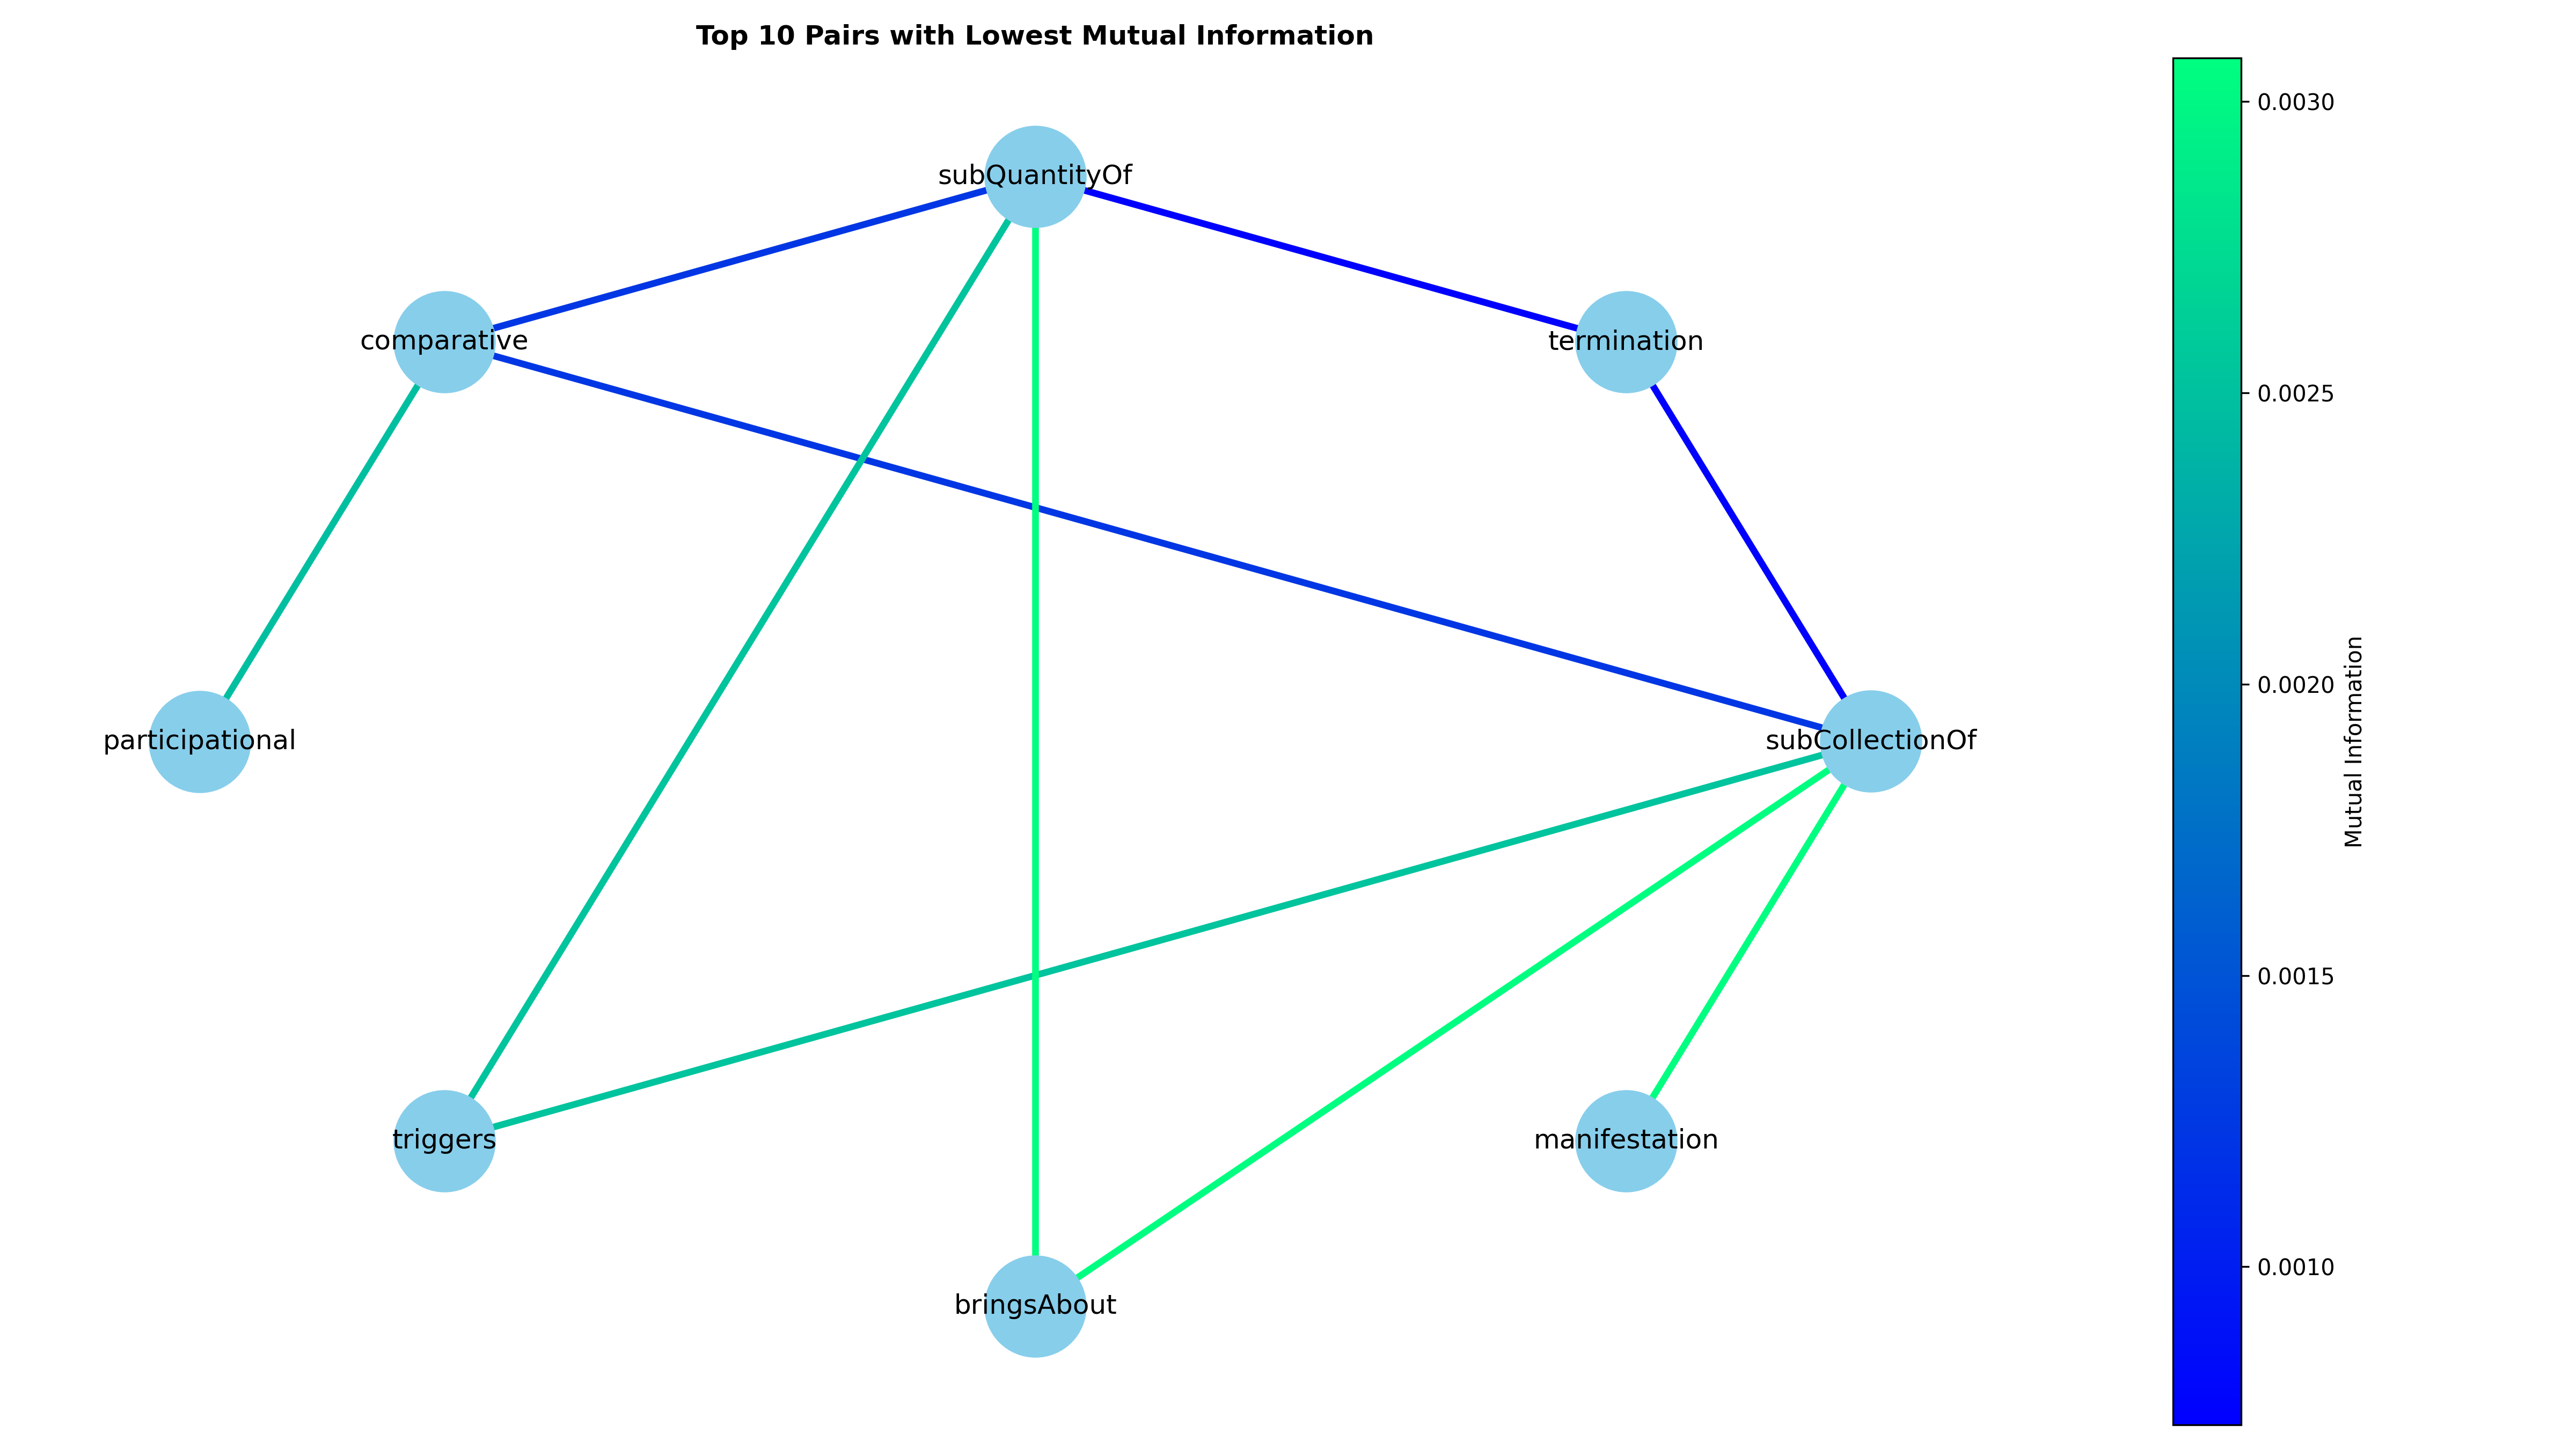 Top 10 Pairs with Lowest Mutual Information
subQuantityOf
comparative
termination
participational
subCollectionOf
triggers
manifestation
bringsAbout
0.0030
0.0025
0.0020
0.0015
0.0010
Mutual Information